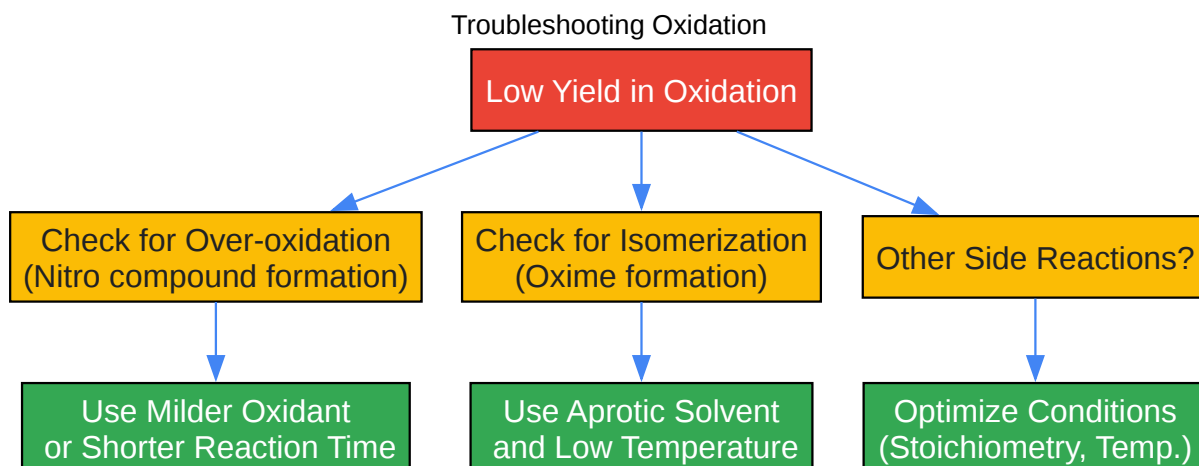 Troubleshooting Oxidation
Low Yield in Oxidation
Check for Over-oxidation
(Nitro compound formation)
Check for Isomerization
(Oxime formation)
Other Side Reactions?
Use Milder Oxidant
or Shorter Reaction Time
Use Aprotic Solvent
and Low Temperature
Optimize Conditions
(Stoichiometry, Temp.)